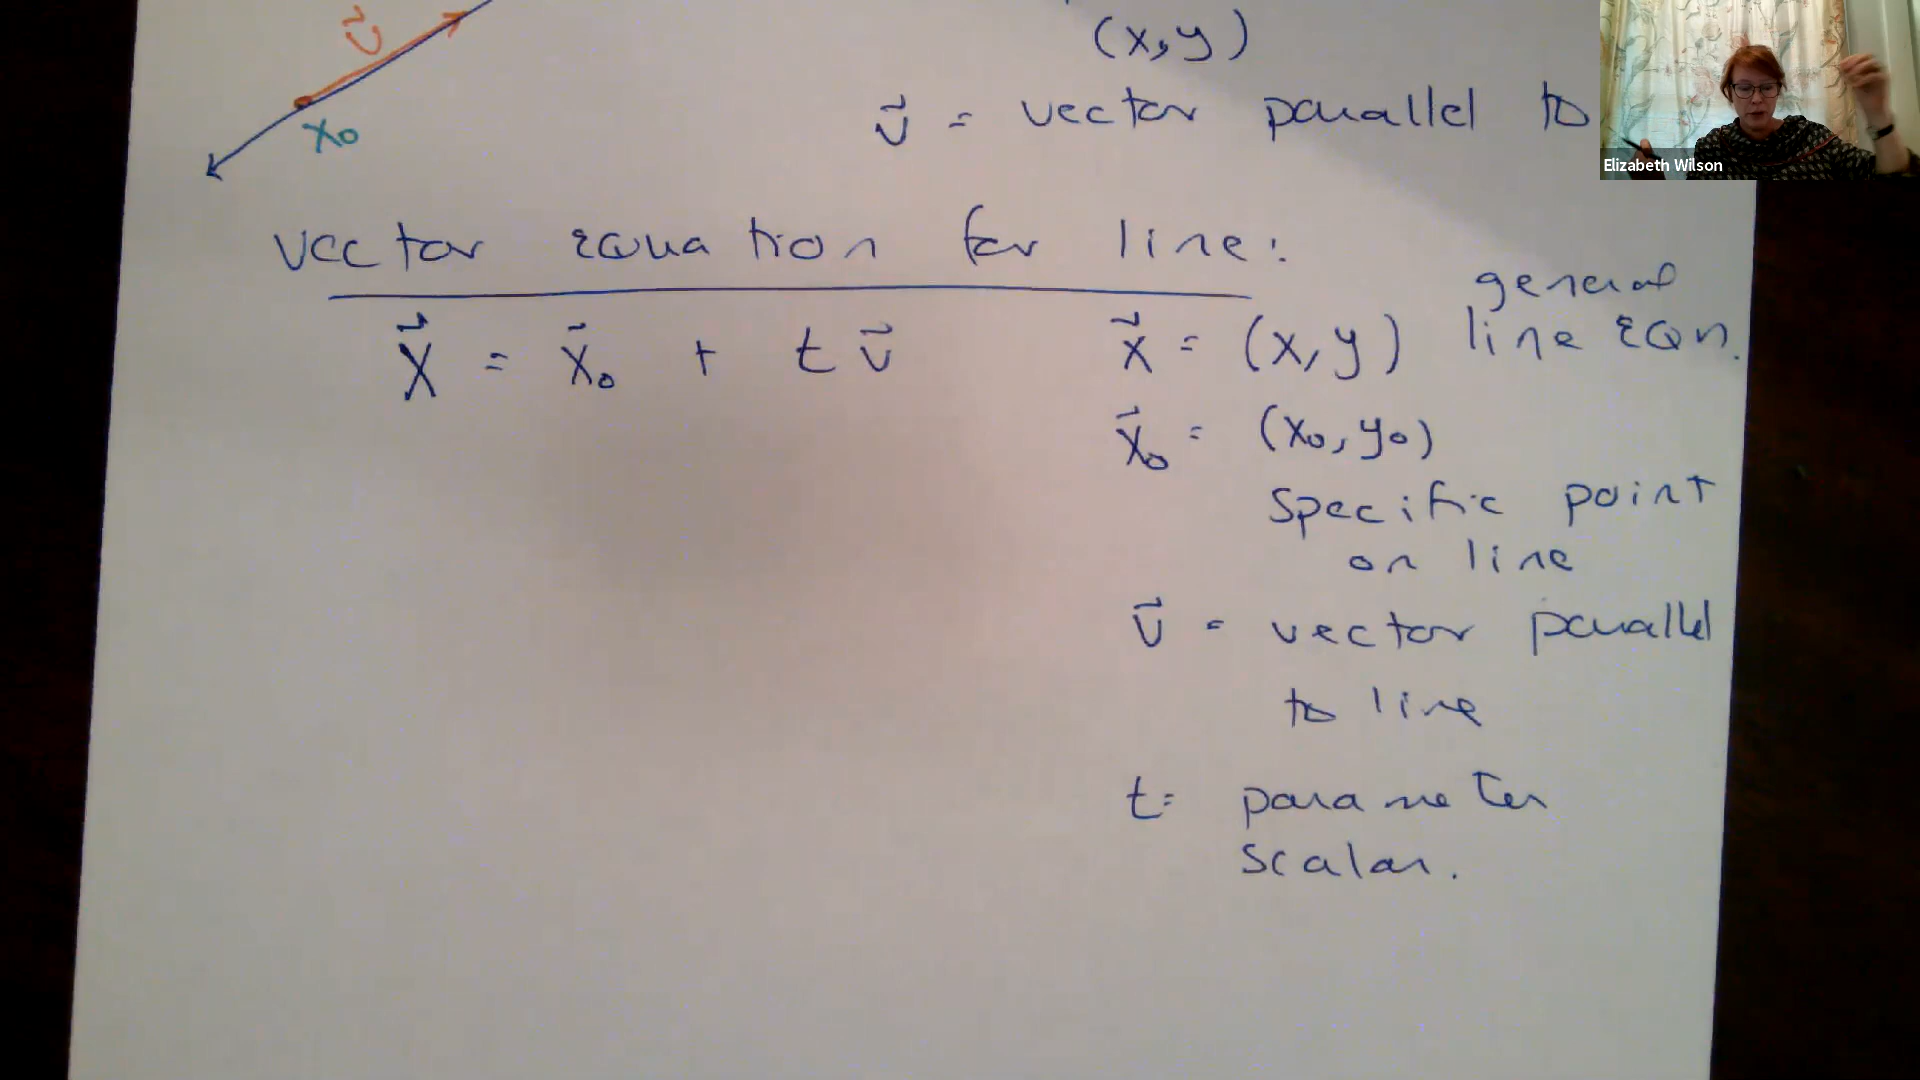 (x,y)
v⃗
v⃗ = vector parallel to
x₀
Elizabeth Wilson
vector equation for line:
x⃗ = x⃗₀ + t v⃗
x⃗ = (x,y) general line eqn.
x⃗₀ = (x₀, y₀)
specific point
on line
v⃗ = vector parallel
to line
t = parameter
scalar.